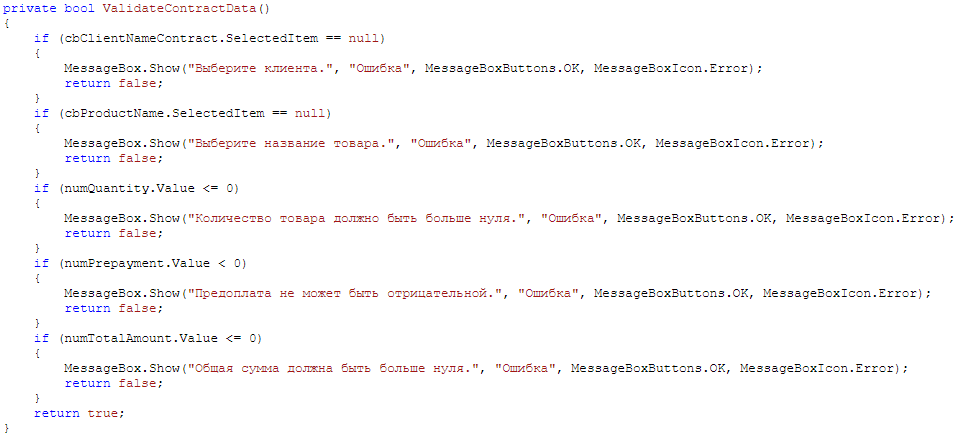 private bool ValidateContractData()
{
    if (cbClientNameContract.SelectedItem == null)
    {
        MessageBox.Show("Выберите клиента.", "Ошибка", MessageBoxButtons.OK, MessageBoxIcon.Error);
        return false;
    }
    if (cbProductName.SelectedItem == null)
    {
        MessageBox.Show("Выберите название товара.", "Ошибка", MessageBoxButtons.OK, MessageBoxIcon.Error);
        return false;
    }
    if (numQuantity.Value <= 0)
    {
        MessageBox.Show("Количество товара должно быть больше нуля.", "Ошибка", MessageBoxButtons.OK, MessageBoxIcon.Error);
        return false;
    }
    if (numPrepayment.Value < 0)
    {
        MessageBox.Show("Предоплата не может быть отрицательной.", "Ошибка", MessageBoxButtons.OK, MessageBoxIcon.Error);
        return false;
    }
    if (numTotalAmount.Value <= 0)
    {
        MessageBox.Show("Общая сумма должна быть больше нуля.", "Ошибка", MessageBoxButtons.OK, MessageBoxIcon.Error);
        return false;
    }
    return true;
}